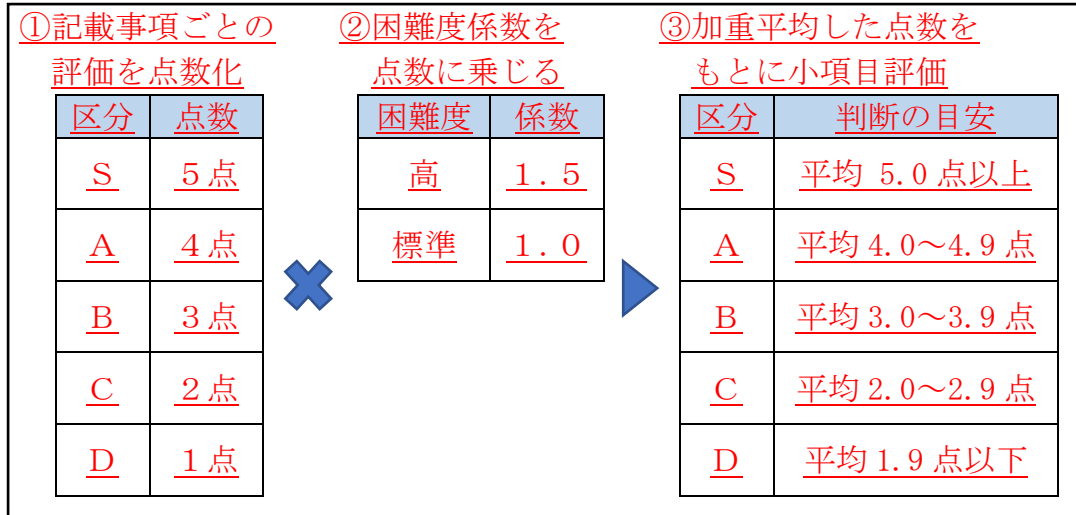 ①記載事項ごとの
評価を点数化
区分 点数
S 5点
A 4点
B 3点
C 2点
D 1点
②困難度係数を
点数に乗じる
困難度 係数
高 1.5
標準 1.0
③加重平均した点数を
もとに小項目評価
区分 判断の目安
S 平均 5.0 点以上
A 平均 4.0~4.9 点
B 平均 3.0~3.9 点
C 平均 2.0~2.9 点
D 平均 1.9 点以下